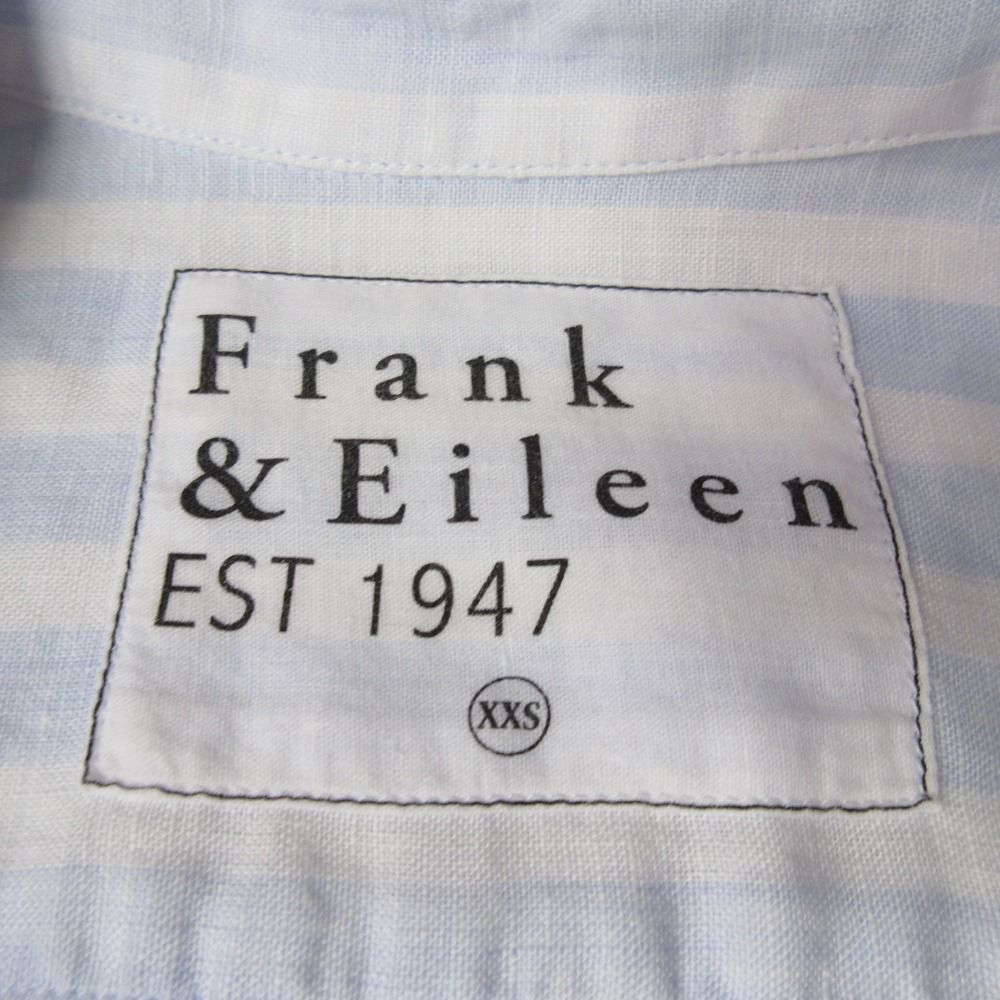 Frank
& Eileen
EST 1947
XXS